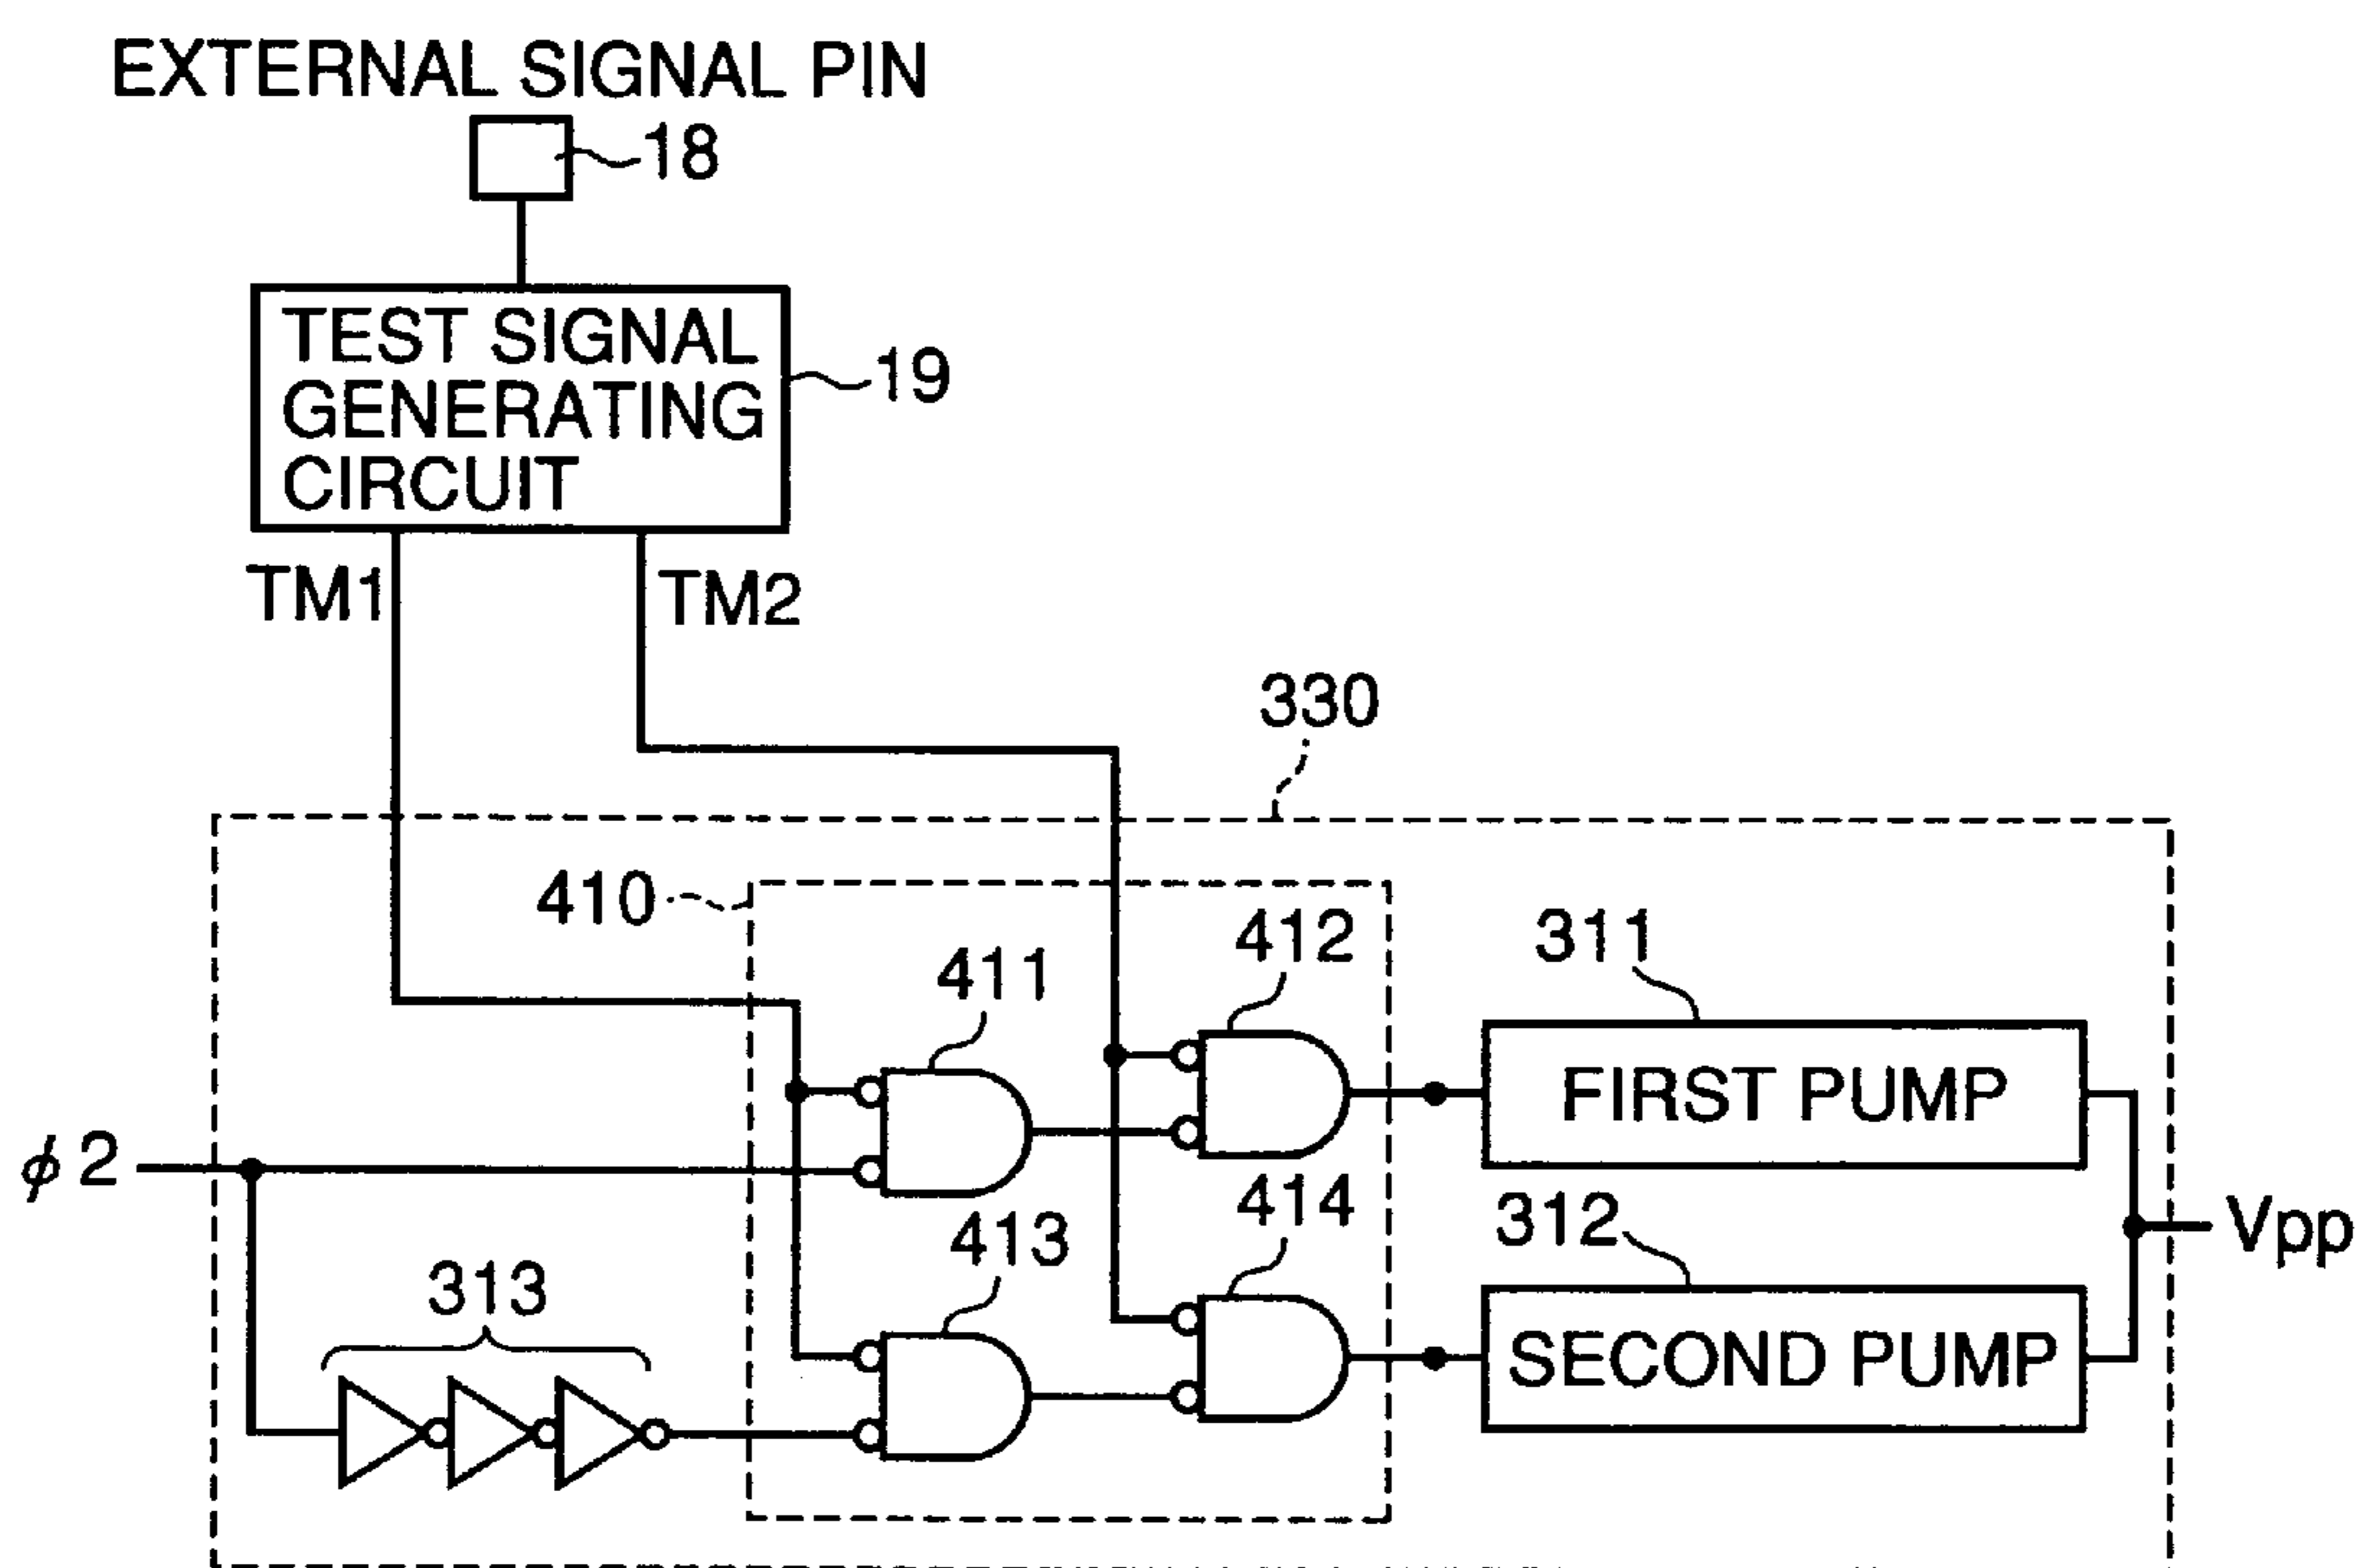 EXTERNAL SIGNAL PIN
18
TEST SIGNAL
GENERATING
CIRCUIT
19
TM1
TM2
330
410
411
412
311
FIRST PUMP
φ2
413
414
312
Vpp
313
SECOND PUMP